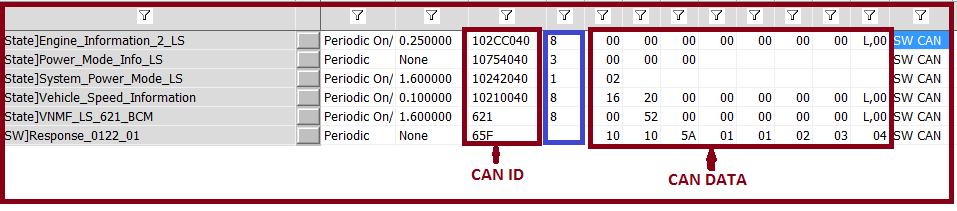 State]Engine_Information_2_LS Periodic On/ 0.250000 102CC040 8 00 00 00 00 00 00 00 L,00 SW CAN
State]Power_Mode_Info_LS Periodic None 10754040 3 00 00 00 SW CAN
State]System_Power_Mode_LS Periodic On/ 1.600000 10242040 1 02 SW CAN
State]Vehicle_Speed_Information Periodic On/ 0.100000 10210040 8 16 20 00 00 00 00 00 L,00 SW CAN
State]VNMF_LS_621_BCM Periodic On/ 1.600000 621 8 00 52 00 00 00 00 00 L,00 SW CAN
SW]Response_0122_01 Periodic None 65F 10 10 5A 01 01 02 03 04 SW CAN
CAN ID
CAN DATA